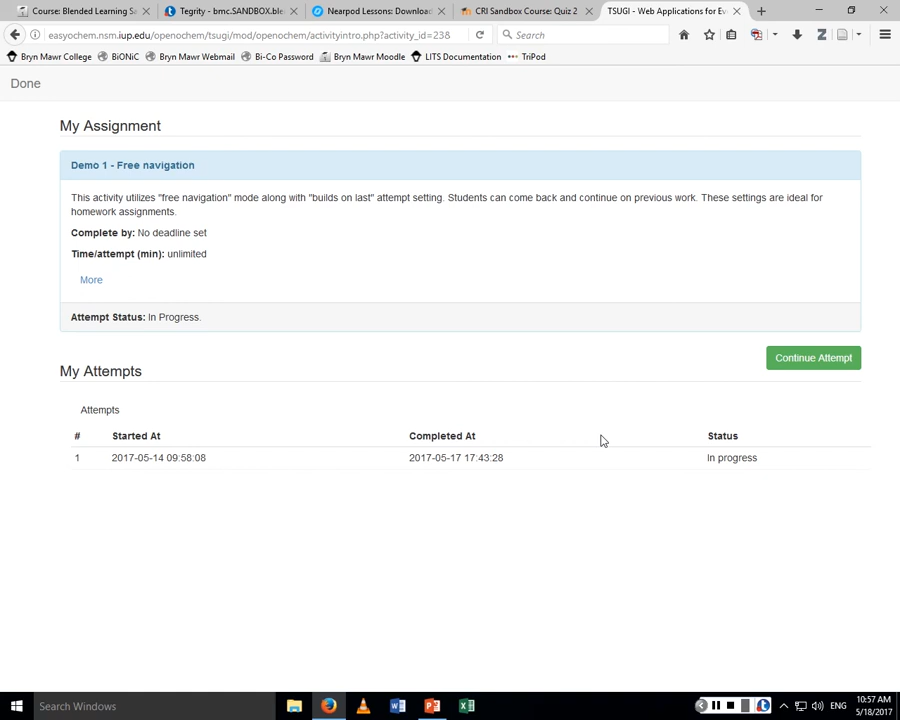 Course: Blended Learning Sa
Tegrity - bmc.SANDBOX.ble
Nearpod Lessons: Download
CRI Sandbox Course: Quiz 2
TSUGI - Web Applications for Ev
easyochem.nsm.iup.edu/openochem/tsugi/mod/openochem/activityintro.php?activity_id=238
Search
Bryn Mawr College
BiONiC
Bryn Mawr Webmail
Bi-Co Password
Bryn Mawr Moodle
LITS Documentation
TriPod
Done
My Assignment
Demo 1 - Free navigation
This activity utilizes "free navigation" mode along with "builds on last" attempt setting. Students can come back and continue on previous work. These settings are ideal for
homework assignments.
Complete by: No deadline set
Time/attempt (min): unlimited
More
Attempt Status: In Progress.
Continue Attempt
My Attempts
Attempts
# Started At Completed At Status
1 2017-05-14 09:58:08 2017-05-17 17:43:28 In progress
Search Windows
ENG
10:57 AM
5/18/2017